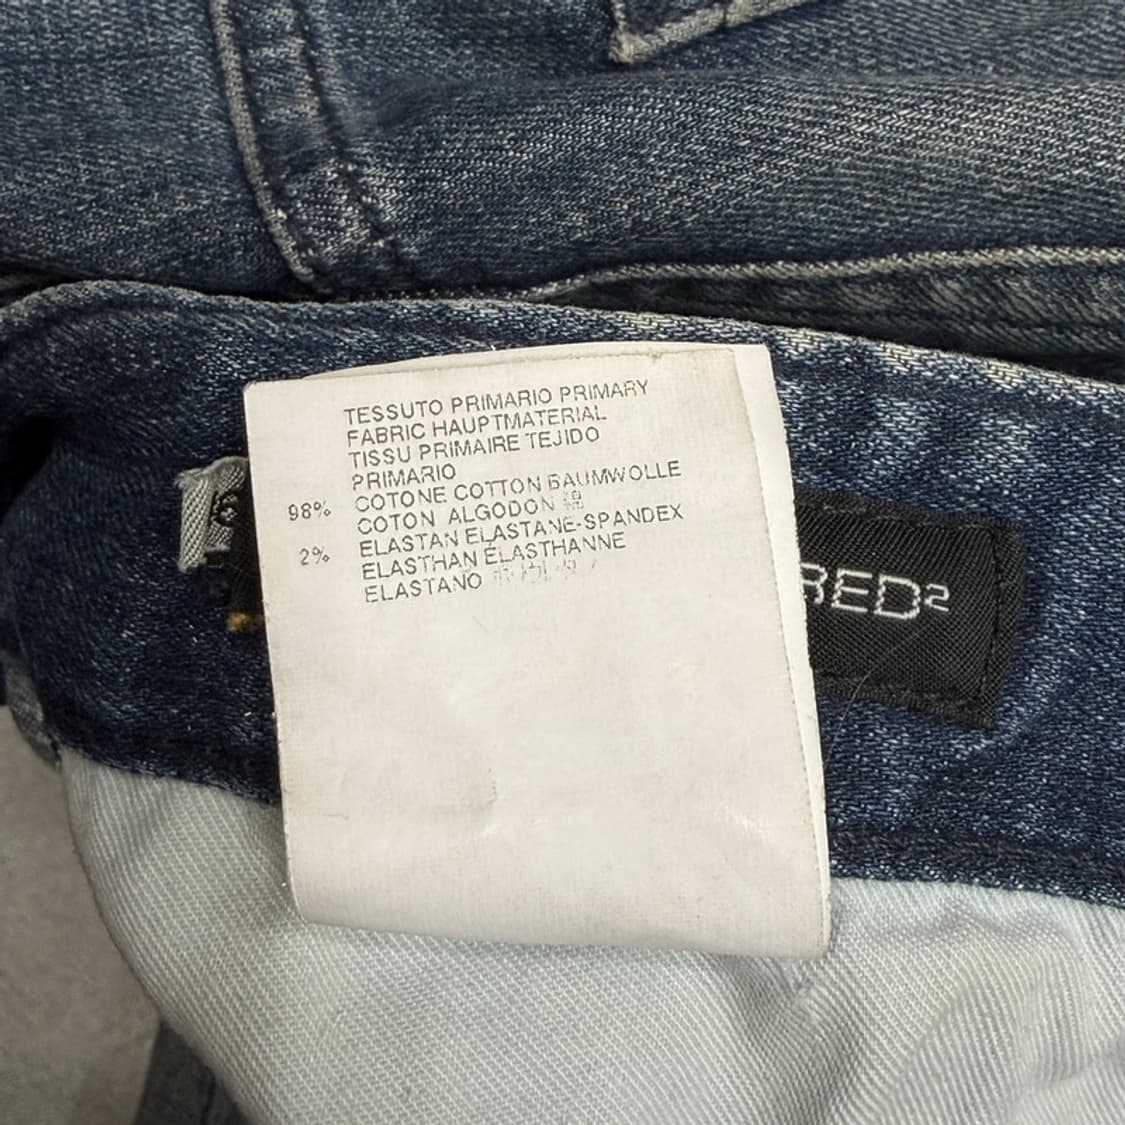 TESSUTO PRIMARIO PRIMARY
FABRIC HAUPTMATERIAL
TISSU PRIMAIRE TEJIDO
PRIMARIO
98% COTONE COTTON BAUMWOLLE
COTON ALGODON
2% ELASTAN ELASTANE-SPANDEX
ELASTHAN ÉLASTHANNE
ELASTANO
RED²